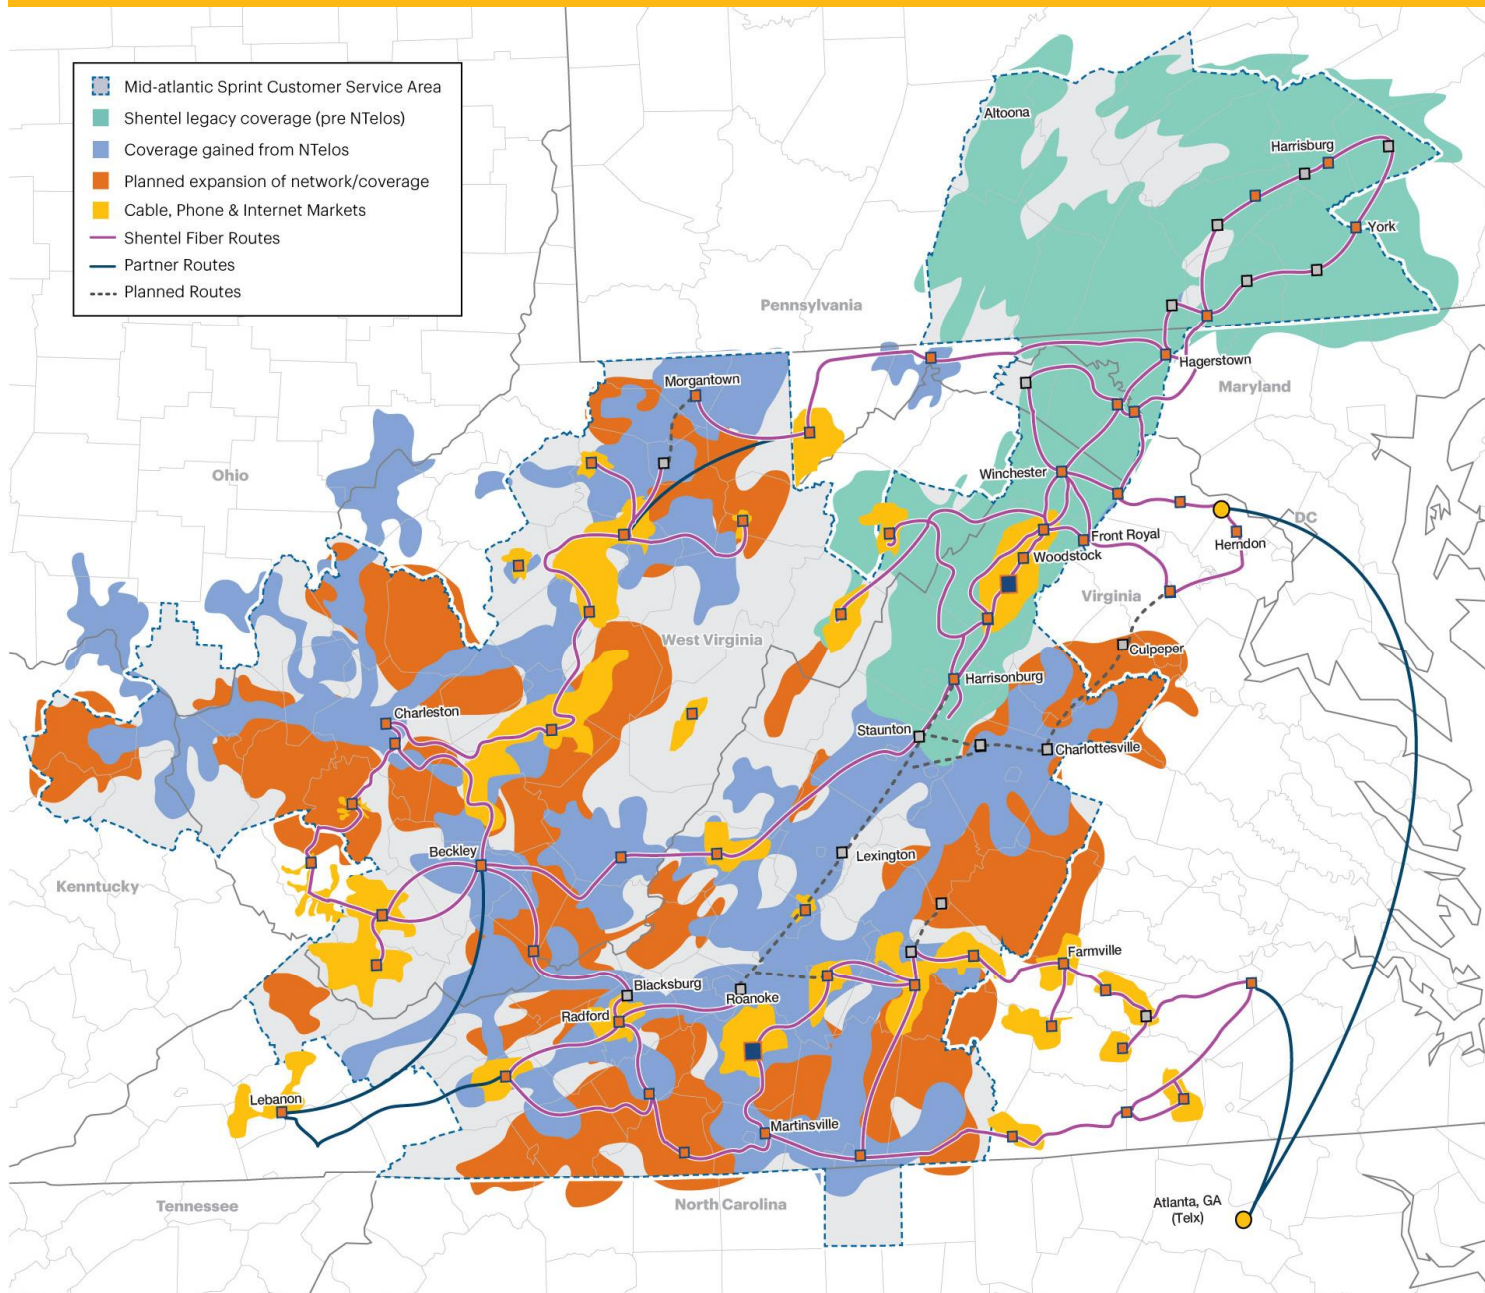 Mid-atlantic Sprint Customer Service Area
Shentel legacy coverage (pre NTelos)
Coverage gained from NTelos
Planned expansion of network/coverage
Cable, Phone & Internet Markets
Shentel Fiber Routes
Partner Routes
Planned Routes
Altoona
Harrisburg
York
Pennsylvania
Hagerstown
Maryland
Morgantown
Ohio
Winchester
DC
Front Royal
Herndon
Woodstock
Virginia
West Virginia
Culpeper
Harrisonburg
Charleston
Staunton
Charlottesville
Beckley
Lexington
Kenntucky
Farmville
Blacksburg
Roanoke
Radford
Lebanon
Martinsville
Tennessee
North Carolina
Atlanta, GA
(Telx)